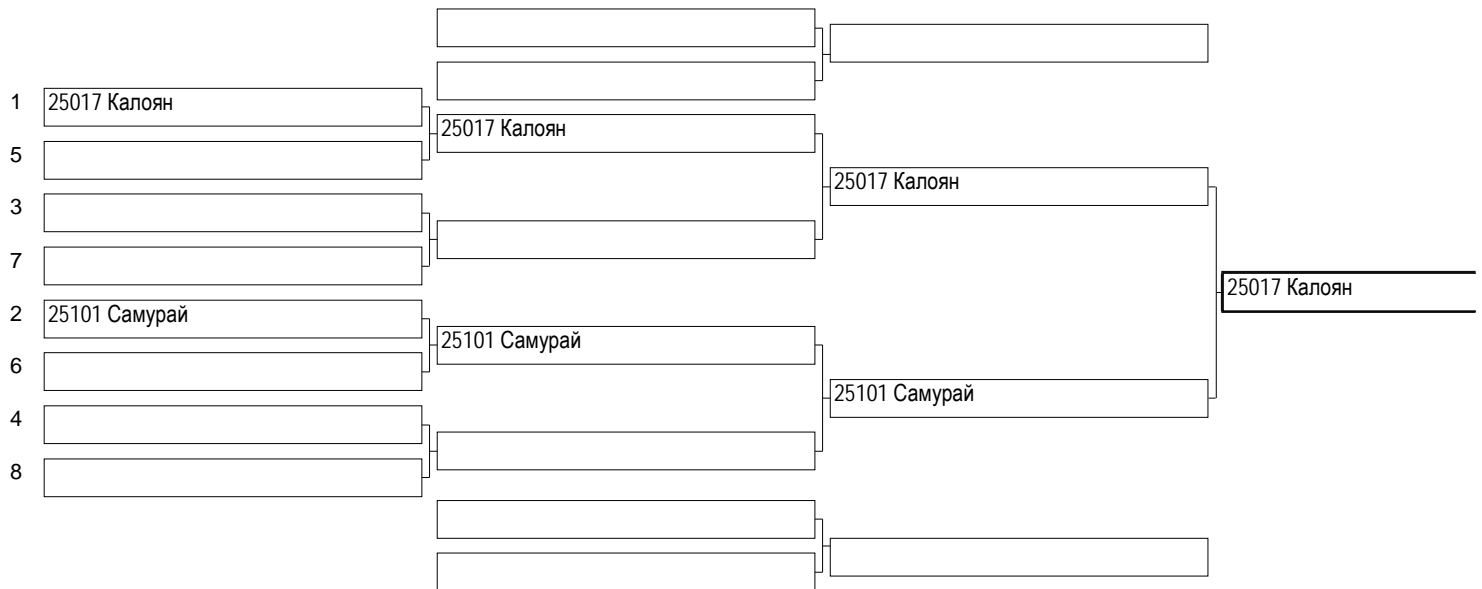 1 25017 Калоян
25017 Калоян
5
25017 Калоян
3
7
25017 Калоян
2 25101 Самурай
25101 Самурай
6
25101 Самурай
4
8